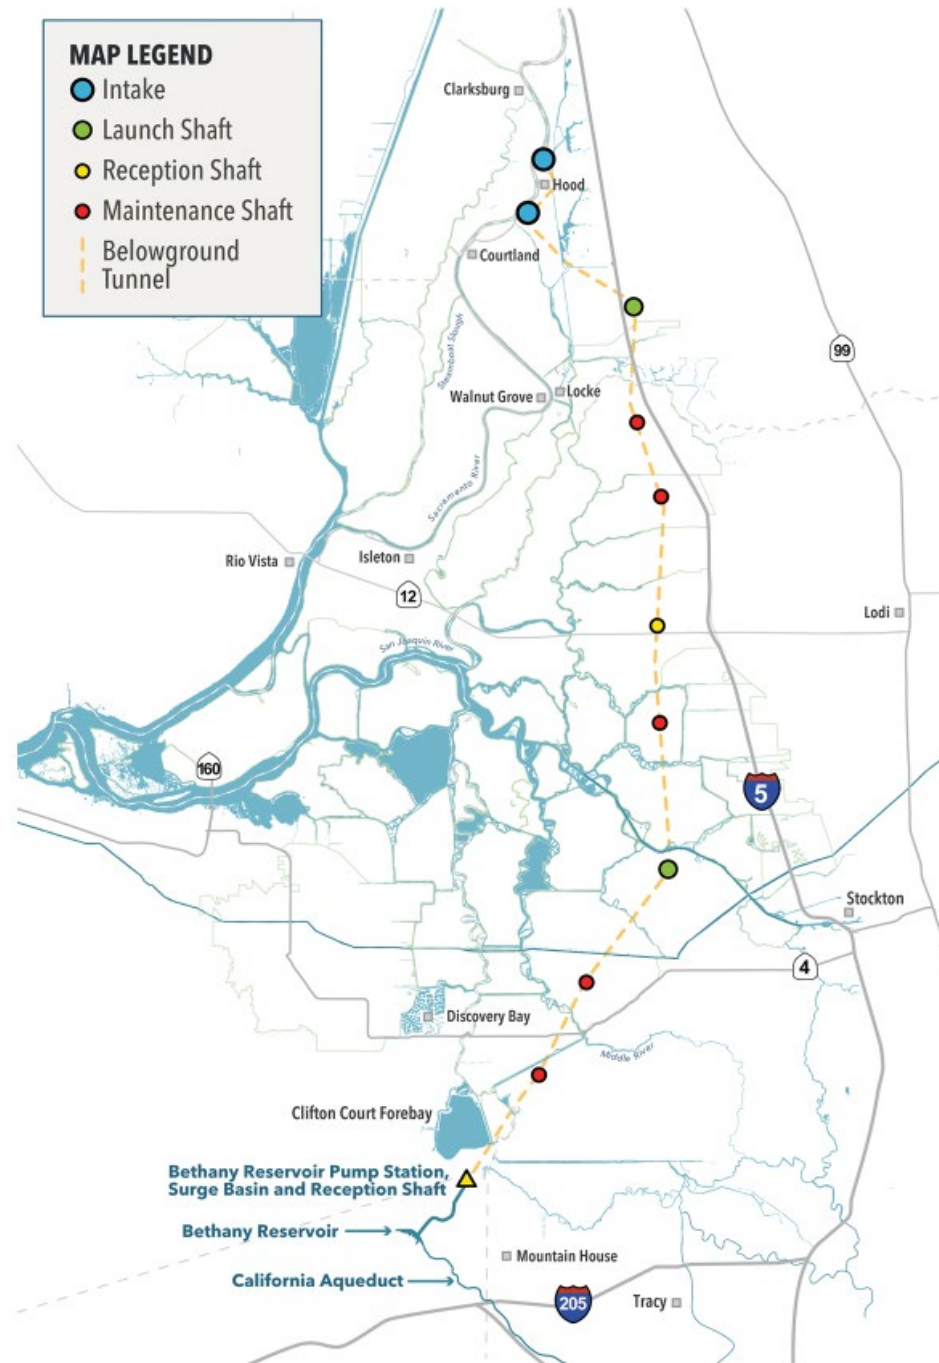 MAP LEGEND
Intake
Launch Shaft
Reception Shaft
Maintenance Shaft
Belowground
Tunnel
Clarksburg
Hood
Courtland
Steamboat Slough
99
Walnut Grove
Locke
Sacramento River
Rio Vista
Isleton
12
Lodi
San Joaquin River
160
5
Stockton
4
Discovery Bay
Middle River
Clifton Court Forebay
Bethany Reservoir Pump Station,
Surge Basin and Reception Shaft
Bethany Reservoir
Mountain House
California Aqueduct
205
Tracy